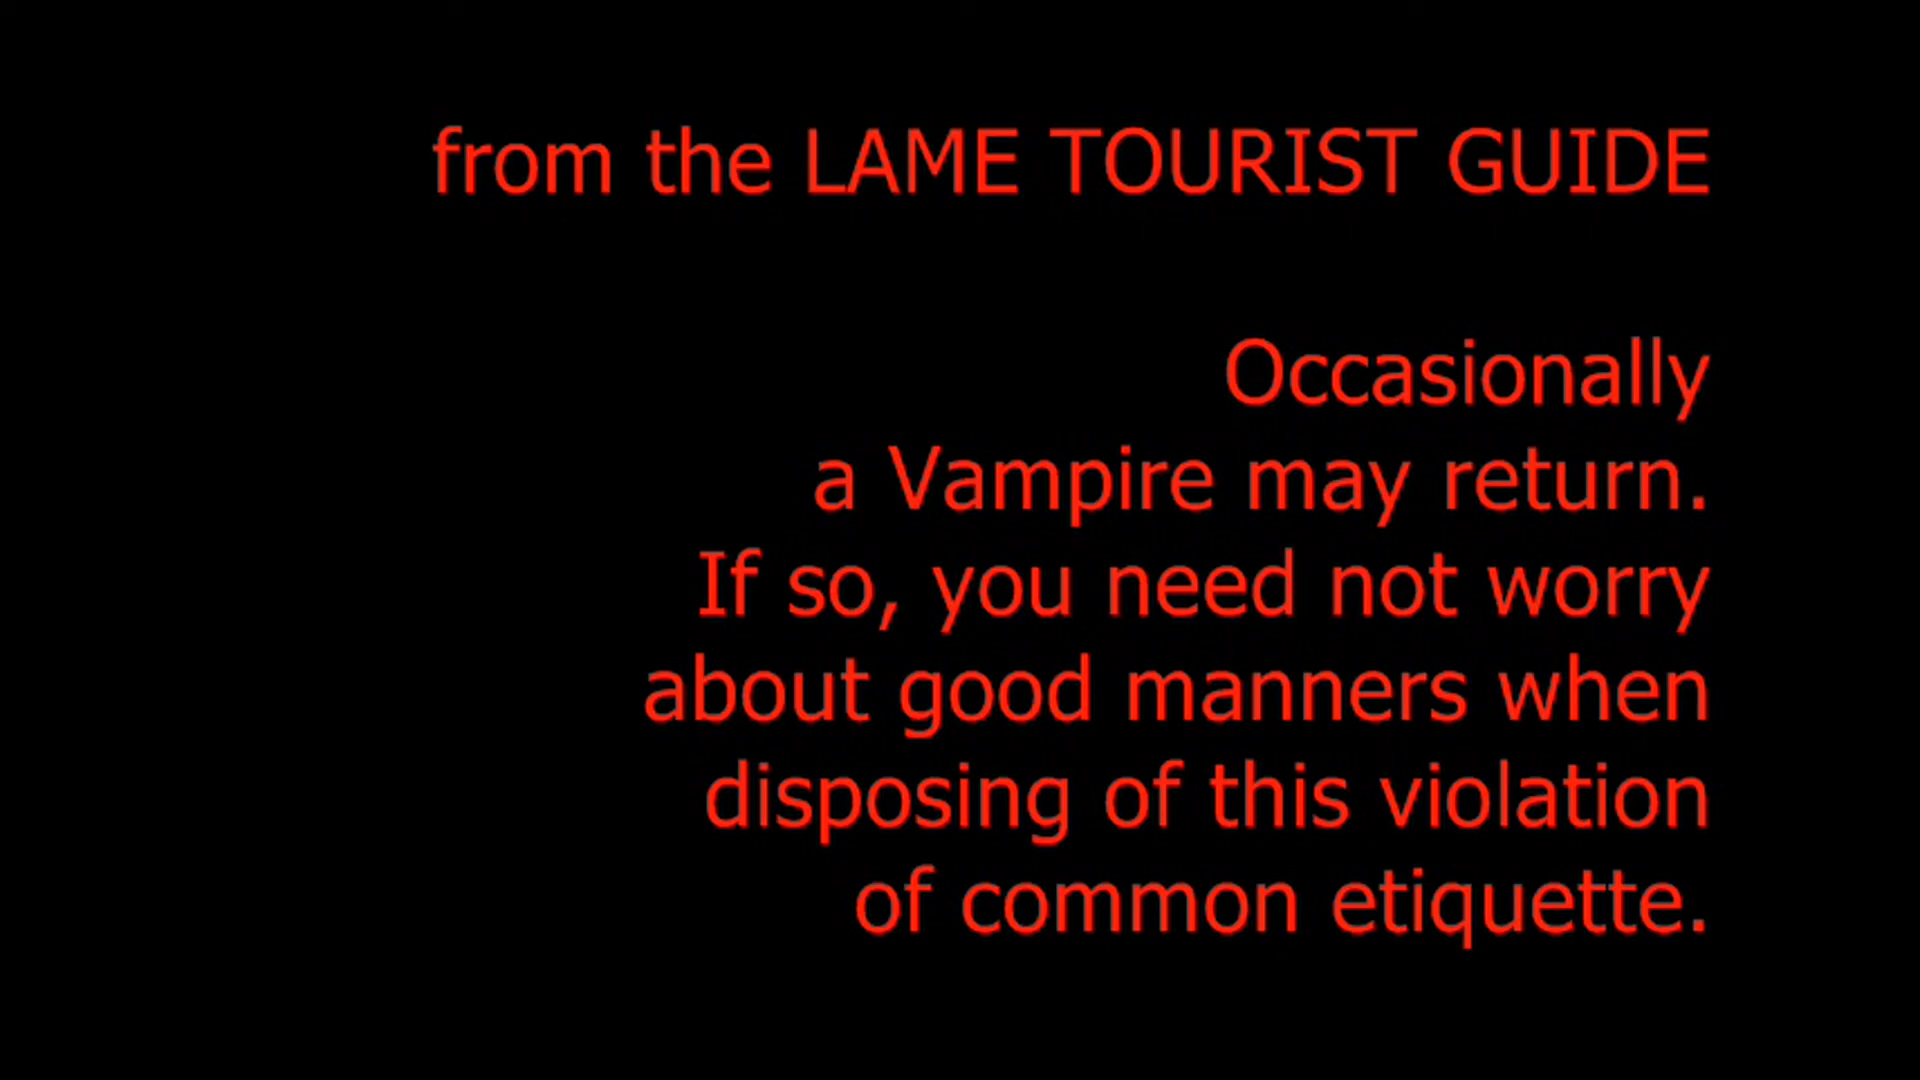 from the LAME TOURIST GUIDE
Occasionally
a Vampire may return.
If so, you need not worry
about good manners when
disposing of this violation
of common etiquette.